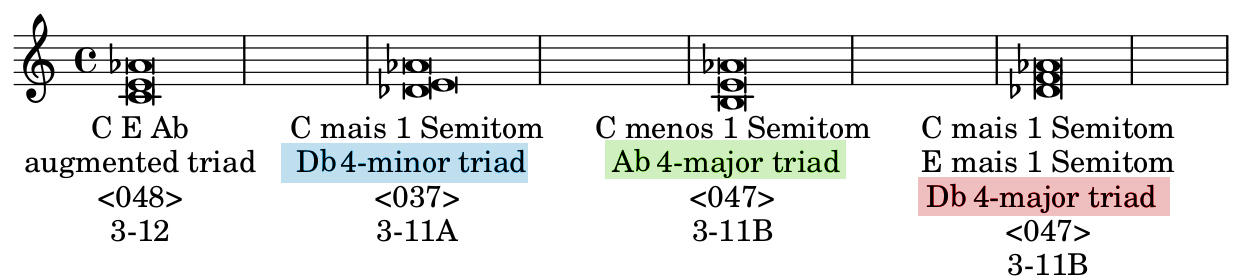 C E Ab
augmented triad
<048>
3-12
C mais 1 Semitom
Db 4-minor triad
<037>
3-11A
C menos 1 Semitom
Ab 4-major triad
<047>
3-11B
C mais 1 Semitom
E mais 1 Semitom
Db 4-major triad
<047>
3-11B